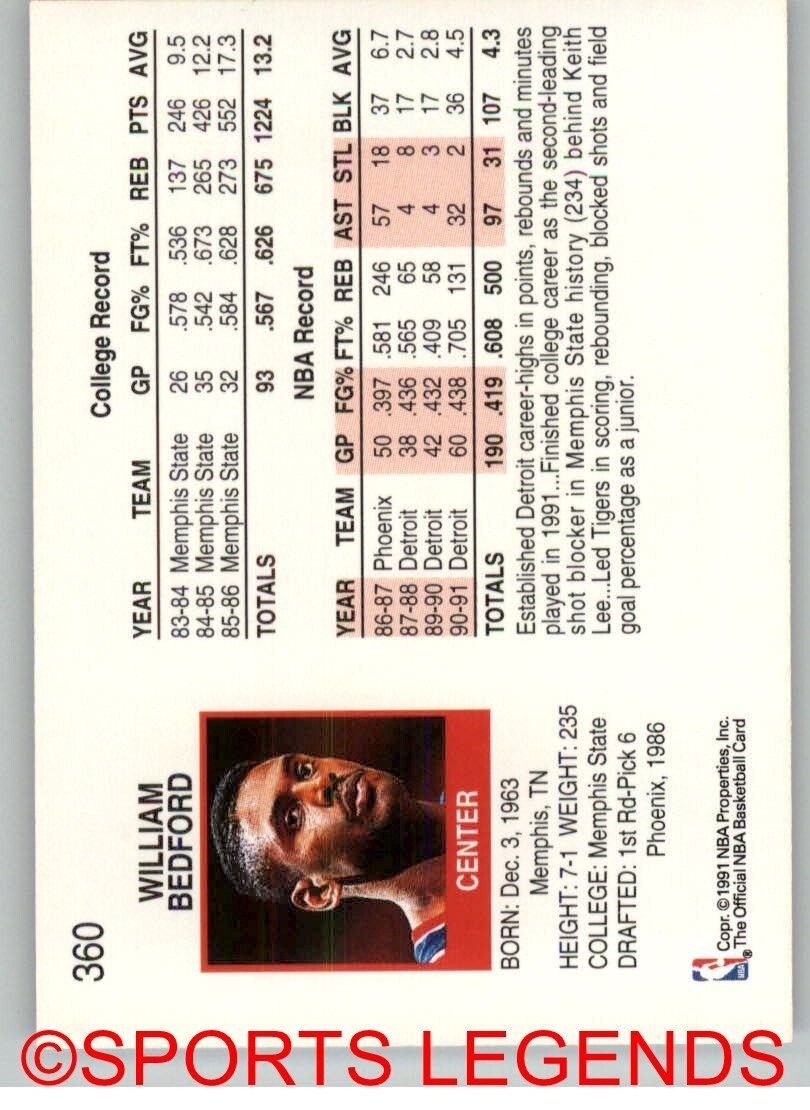 360
WILLIAM
BEDFORD
CENTER
BORN: Dec. 3, 1963
Memphis, TN
HEIGHT: 7-1 WEIGHT: 235
COLLEGE: Memphis State
DRAFTED: 1st Rd-Pick 6
Phoenix, 1986
NBA
®
Copr. ©1991 NBA Properties, Inc.
The Official NBA Basketball Card
College Record
YEAR TEAM GP FG% FT% REB PTS AVG
83-84 Memphis State 26 .578 .536 137 246 9.5
84-85 Memphis State 35 .542 .673 265 426 12.2
85-86 Memphis State 32 .584 .628 273 552 17.3
TOTALS 93 .567 .626 675 1224 13.2
NBA Record
YEAR TEAM GP FG% FT% REB AST STL BLK AVG
86-87 Phoenix 50 .397 .581 246 57 18 37 6.7
87-88 Detroit 38 .436 .565 65 4 8 17 2.7
89-90 Detroit 42 .432 .409 58 4 3 17 2.8
90-91 Detroit 60 .438 .705 131 32 2 36 4.5
TOTALS 190 .419 .608 500 97 31 107 4.3
Established Detroit career-highs in points, rebounds and minutes
played in 1991...Finished college career as the second-leading
shot blocker in Memphis State history (234) behind Keith
Lee...Led Tigers in scoring, rebounding, blocked shots and field
goal percentage as a junior.
©SPORTS LEGENDS